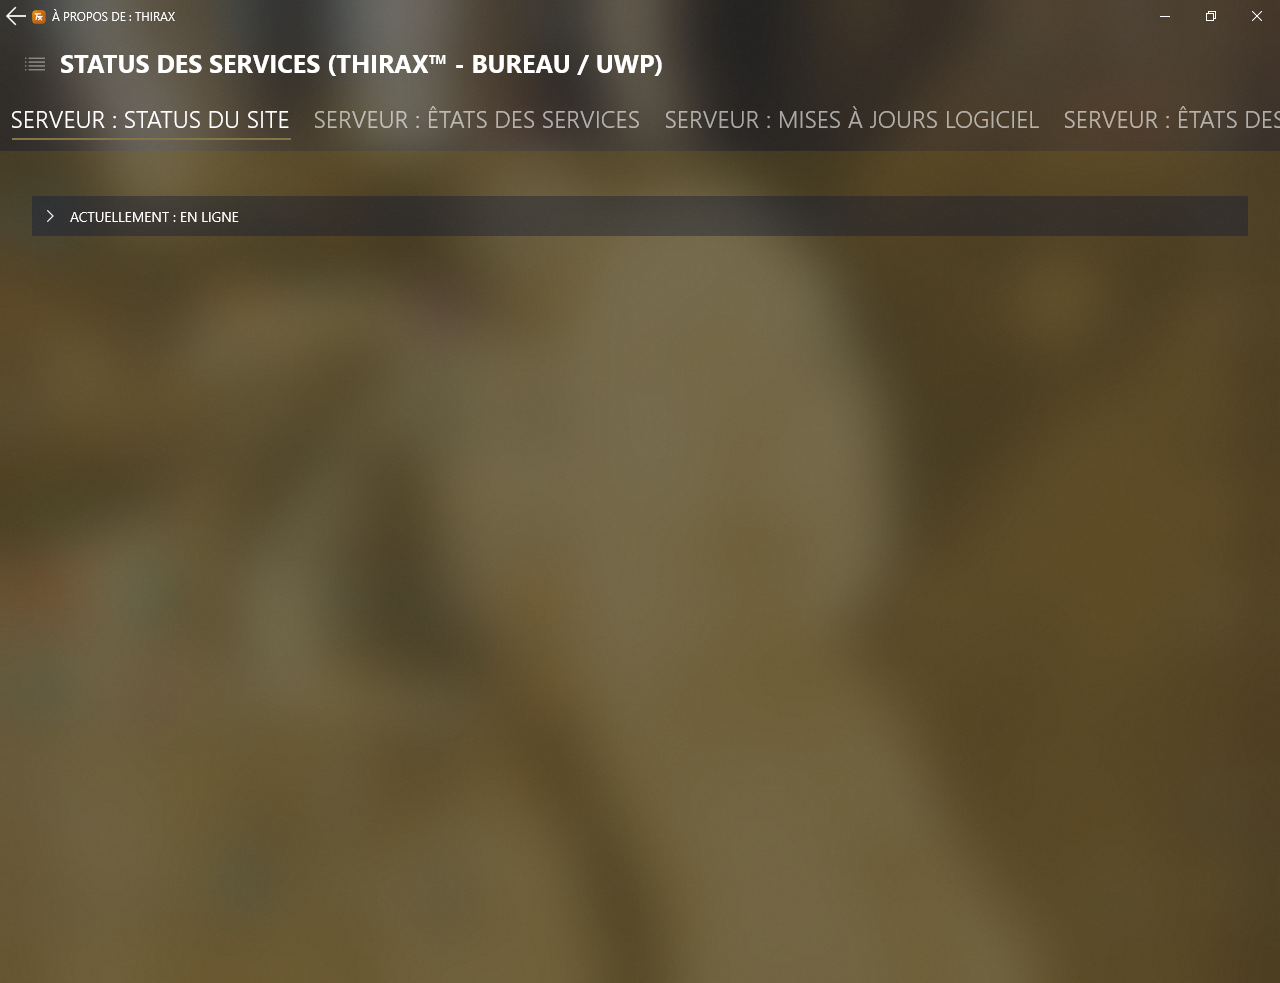 À PROPOS DE : THIRAX
STATUS DES SERVICES (THIRAX™ - BUREAU / UWP)
SERVEUR : STATUS DU SITE SERVEUR : ÊTATS DES SERVICES SERVEUR : MISES À JOURS LOGICIEL SERVEUR : ÊTATS DES
ACTUELLEMENT : EN LIGNE